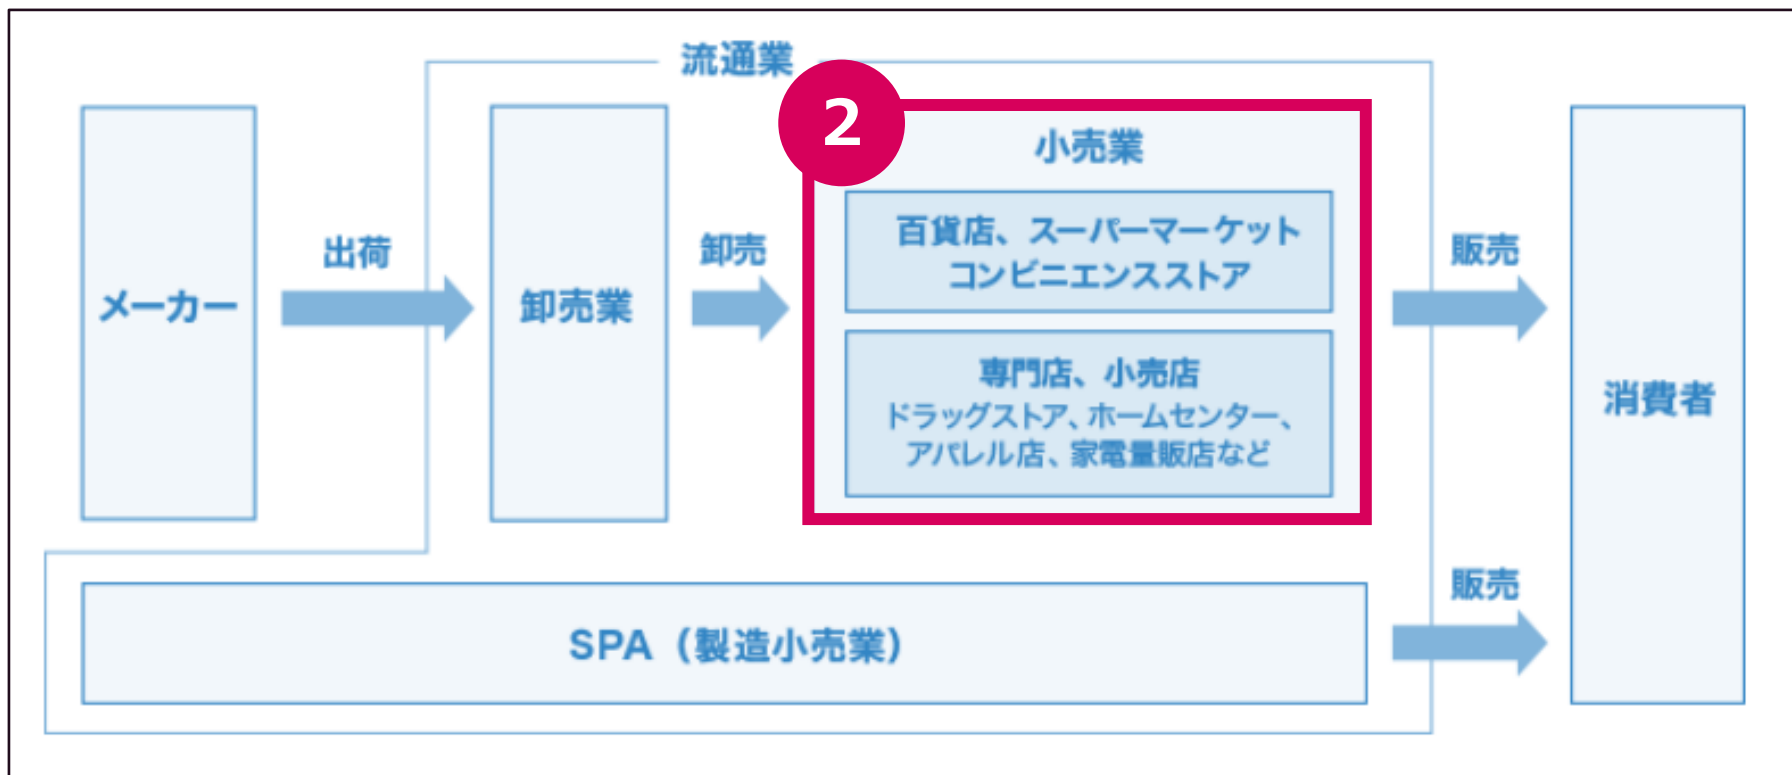 流通業
2
メーカー
出荷
卸売業
卸売
小売業
百貨店、スーパーマーケット
コンビニエンスストア
専門店、小売店
ドラッグストア、ホームセンター、
アパレル店、家電量販店など
販売
消費者
SPA（製造小売業）
販売